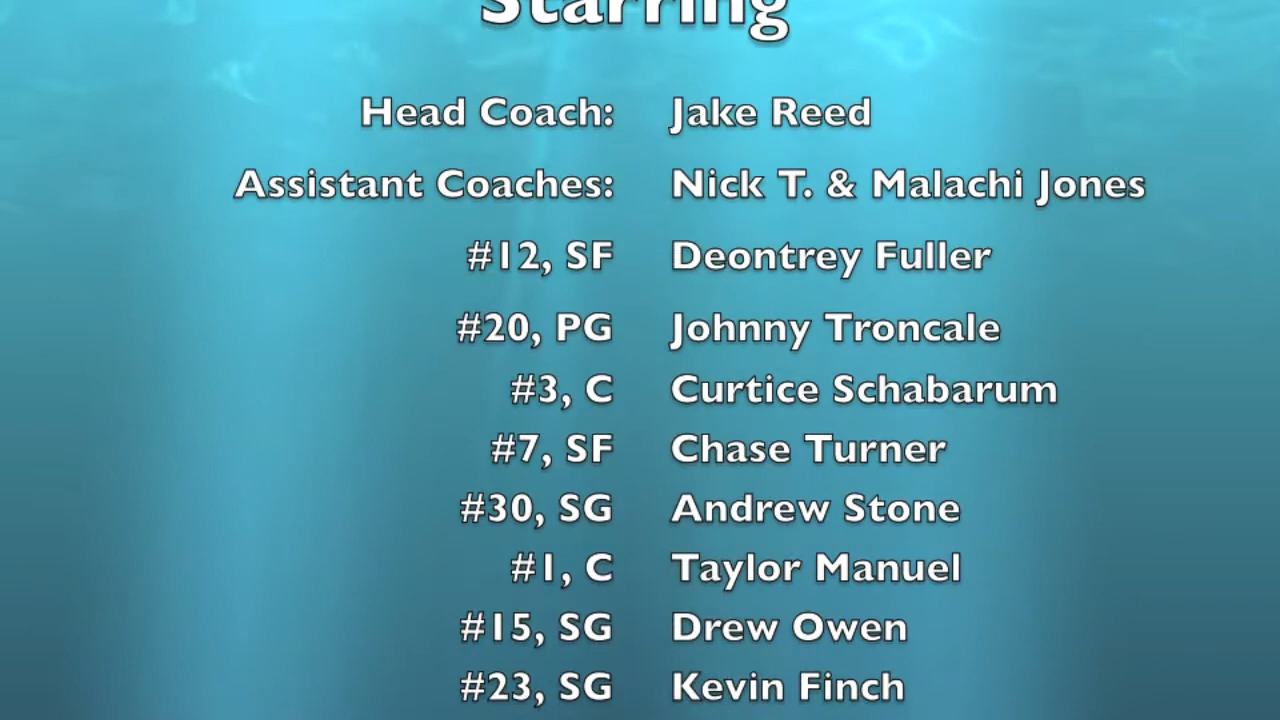 Starring
Head Coach: Jake Reed
Assistant Coaches: Nick T. & Malachi Jones
#12, SF Deontrey Fuller
#20, PG Johnny Troncale
#3, C Curtice Schabarum
#7, SF Chase Turner
#30, SG Andrew Stone
#1, C Taylor Manuel
#15, SG Drew Owen
#23, SG Kevin Finch